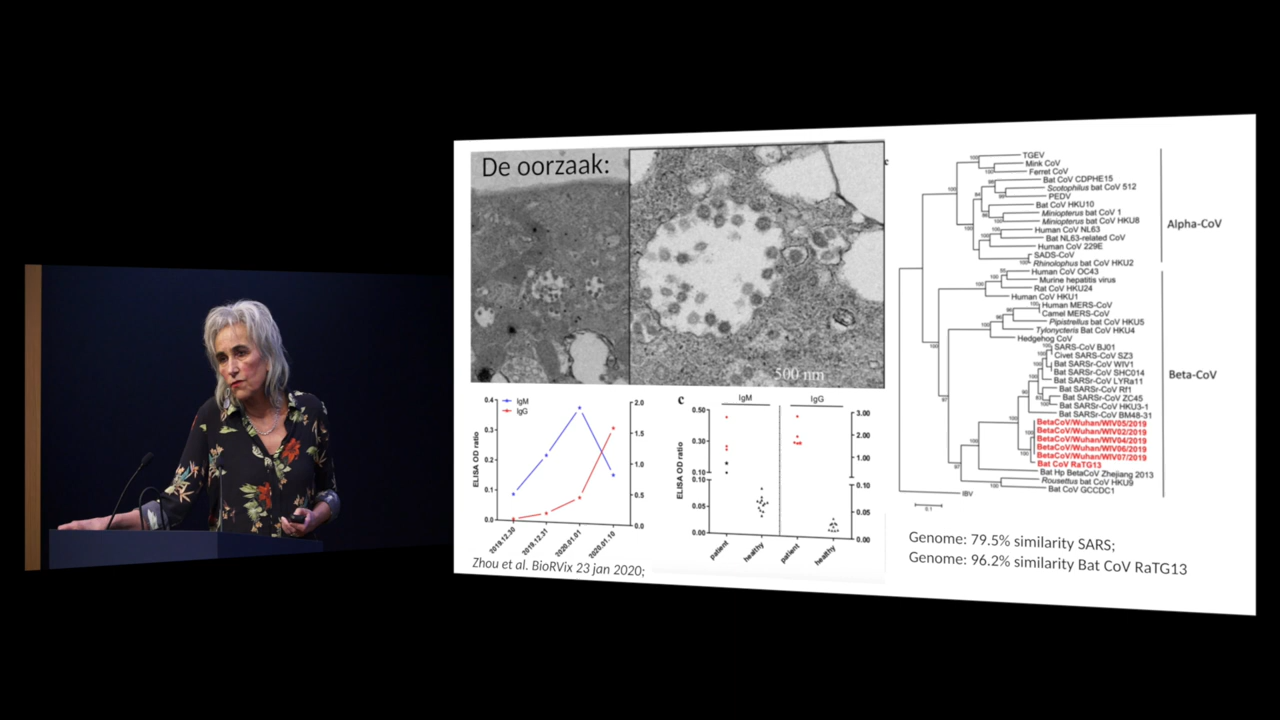 De oorzaak:
500 nm
IgM
IgG
ELISA OD ratio
0.4
0.3
0.2
0.1
0.0
2.0
1.5
1.0
0.5
0.0
2019.12.30
2019.12.31
2020.01.01
2020.01.10
Zhou et al. BioRVix 23 jan 2020;
c
IgM
IgG
ELISA OD ratio
0.50
0.30
0.10
0.10
0.05
0.00
3.00
2.00
1.00
0.10
0.05
0.00
patient
healthy
patient
healthy
c
TGEV
Mink CoV
Ferret CoV
Bat CoV CDPHE15
Scotophilus bat CoV 512
PEDV
Bat CoV HKU10
Miniopterus bat CoV 1
Miniopterus bat CoV HKU8
Human CoV NL63
Bat NL63-related CoV
Human CoV 229E
SADS-CoV
Rhinolophus bat CoV HKU2
Human CoV OC43
Murine hepatitis virus
Rat CoV HKU24
Human CoV HKU1
Human MERS-CoV
Camel MERS-CoV
Pipistrellus bat CoV HKU5
Tylonycteris Bat CoV HKU4
Hedgehog CoV
SARS-CoV BJ01
Civet SARS-CoV SZ3
Bat SARSr-CoV WIV1
Bat SARSr-CoV SHC014
Bat SARSr-CoV LYRa11
Bat SARSr-CoV Rf1
Bat SARSr-CoV ZC45
Bat SARSr-CoV HKU3-1
Bat SARSr-CoV BM48-31
BetaCoV/Wuhan/WIV05/2019
BetaCoV/Wuhan/WIV02/2019
BetaCoV/Wuhan/WIV04/2019
BetaCoV/Wuhan/WIV06/2019
BetaCoV/Wuhan/WIV07/2019
Bat CoV RaTG13
Bat Hp BetaCoV Zhejiang 2013
Rousettus bat CoV HKU9
Bat CoV GCCDC1
IBV
0.1
Alpha-CoV
Beta-CoV
Genome: 79.5% similarity SARS;
Genome: 96.2% similarity Bat CoV RaTG13